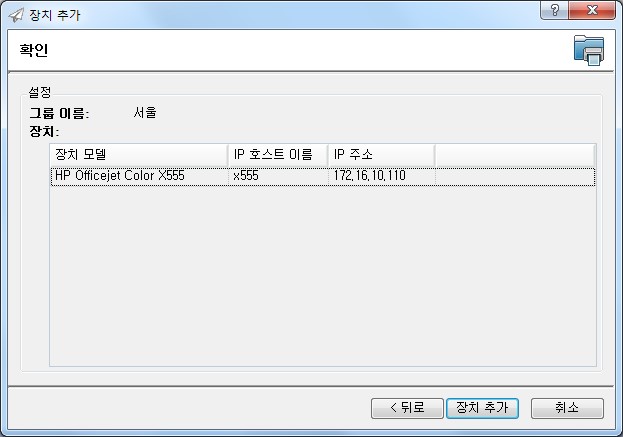 장치 추가
확인
설정
그룹 이름: 서울
장치:
장치 모델 IP 호스트 이름 IP 주소
HP Officejet Color X555 x555 172.16.10.110
< 뒤로 장치 추가 취소